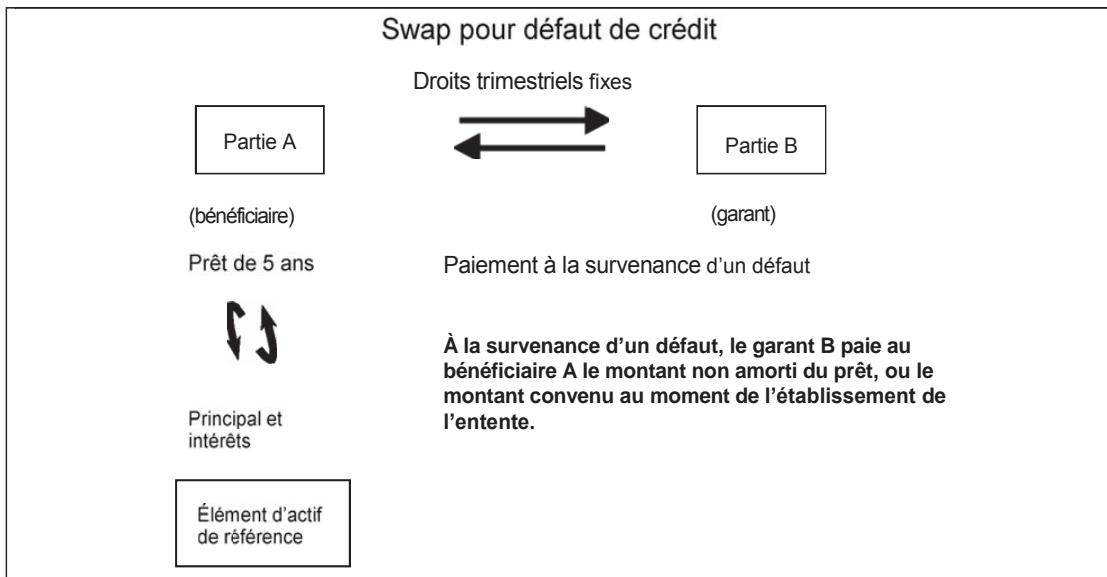 Swap pour défaut de crédit
Droits trimestriels fixes
Partie A
Partie B
(bénéficiaire)
(garant)
Prêt de 5 ans
Paiement à la survenance d'un défaut
À la survenance d'un défaut, le garant B paie au
bénéficiaire A le montant non amorti du prêt, ou le
montant convenu au moment de l'établissement de
l'entente.
Principal et
intérêts
Élément d'actif
de référence